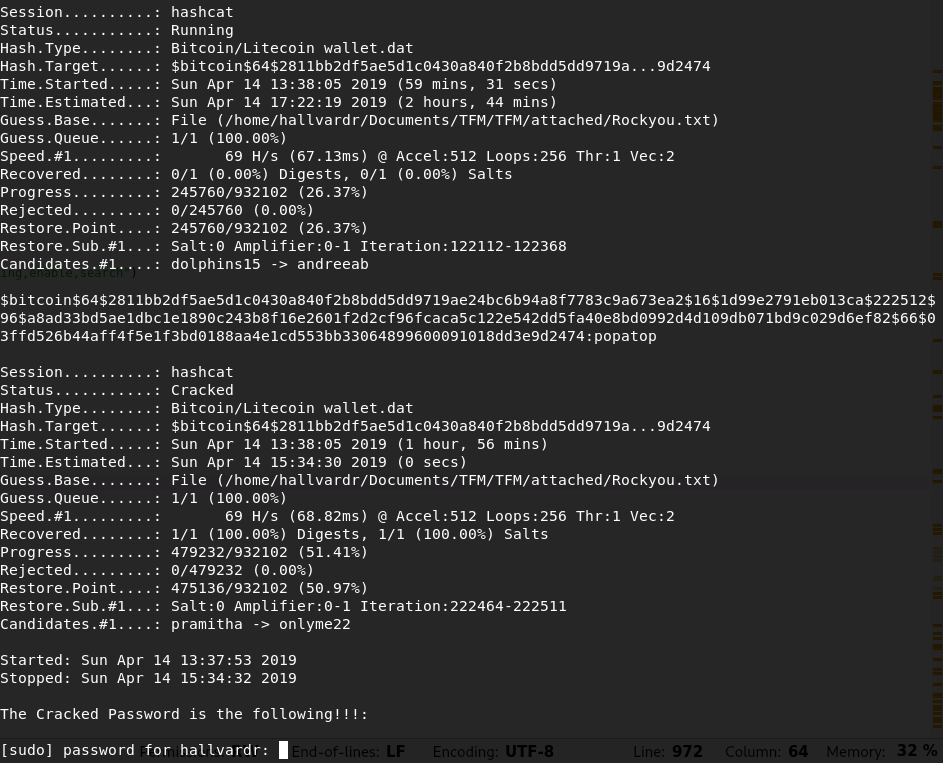 Session..........: hashcat
Status...........: Running
Hash.Type........: Bitcoin/Litecoin wallet.dat
Hash.Target......: $bitcoin$64$2811bb2df5ae5d1c0430a840f2b8bdd5dd9719a...9d2474
Time.Started.....: Sun Apr 14 13:38:05 2019 (59 mins, 31 secs)
Time.Estimated...: Sun Apr 14 17:22:19 2019 (2 hours, 44 mins)
Guess.Base.......: File (/home/hallvardr/Documents/TFM/TFM/attached/Rockyou.txt)
Guess.Queue......: 1/1 (100.00%)
Speed.#1.........:       69 H/s (67.13ms) @ Accel:512 Loops:256 Thr:1 Vec:2
Recovered........: 0/1 (0.00%) Digests, 0/1 (0.00%) Salts
Progress.........: 245760/932102 (26.37%)
Rejected.........: 0/245760 (0.00%)
Restore.Point....: 245760/932102 (26.37%)
Restore.Sub.#1...: Salt:0 Amplifier:0-1 Iteration:122112-122368
Candidates.#1....: dolphins15 -> andreeab
ing,enable,search )
$bitcoin$64$2811bb2df5ae5d1c0430a840f2b8bdd5dd9719ae24bc6b94a8f7783c9a673ea2$16$1d99e2791eb013ca$222512$
96$a8ad33bd5ae1dbc1e1890c243b8f16e2601f2d2cf96fcaca5c122e542dd5fa40e8bd0992d4d109db071bd9c029d6ef82$66$0
3ffd526b44aff4f5e1f3bd0188aa4e1cd553bb33064899600091018dd3e9d2474:popatop
Session..........: hashcat
Status...........: Cracked
Hash.Type........: Bitcoin/Litecoin wallet.dat
Hash.Target......: $bitcoin$64$2811bb2df5ae5d1c0430a840f2b8bdd5dd9719a...9d2474
Time.Started.....: Sun Apr 14 13:38:05 2019 (1 hour, 56 mins)
Time.Estimated...: Sun Apr 14 15:34:30 2019 (0 secs)
Guess.Base.......: File (/home/hallvardr/Documents/TFM/TFM/attached/Rockyou.txt)
Guess.Queue......: 1/1 (100.00%)
Speed.#1.........:       69 H/s (68.82ms) @ Accel:512 Loops:256 Thr:1 Vec:2
Recovered........: 1/1 (100.00%) Digests, 1/1 (100.00%) Salts
Progress.........: 479232/932102 (51.41%)
Rejected.........: 0/479232 (0.00%)
Restore.Point....: 475136/932102 (50.97%)
Restore.Sub.#1...: Salt:0 Amplifier:0-1 Iteration:222464-222511
Candidates.#1....: pramitha -> onlyme22
Started: Sun Apr 14 13:37:53 2019
Stopped: Sun Apr 14 15:34:32 2019
The Cracked Password is the following!!!:
[sudo] password for hallvardr: End-of-lines: LF Encoding: UTF-8 Line: 972 Column: 64 Memory: 32 %